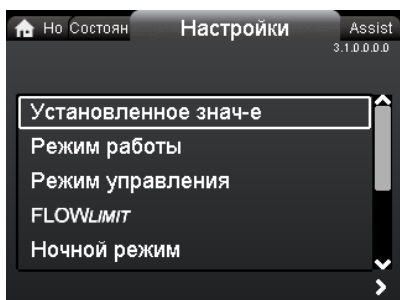 Но Состоян Настройки Assist
3.1.0.0.0.0
Установленное знач-е
Режим работы
Режим управления
FLOWLIMIT
Ночной режим